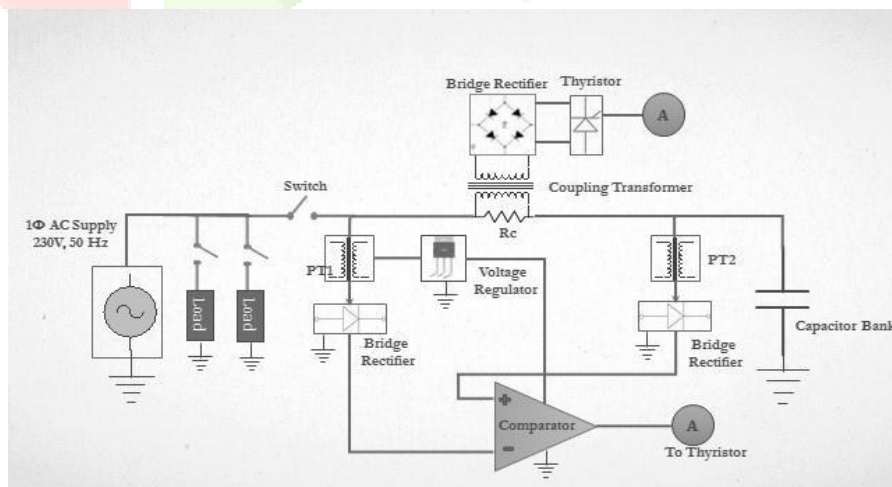 Bridge Rectifier
Thyristor
A
Switch
Coupling Transformer
1Φ AC Supply
230V, 50 Hz
Rc
PT1
Voltage
Regulator
PT2
Load
Load
Bridge
Rectifier
Bridge
Rectifier
Capacitor Bank
+
Comparator
-
A
To Thyristor